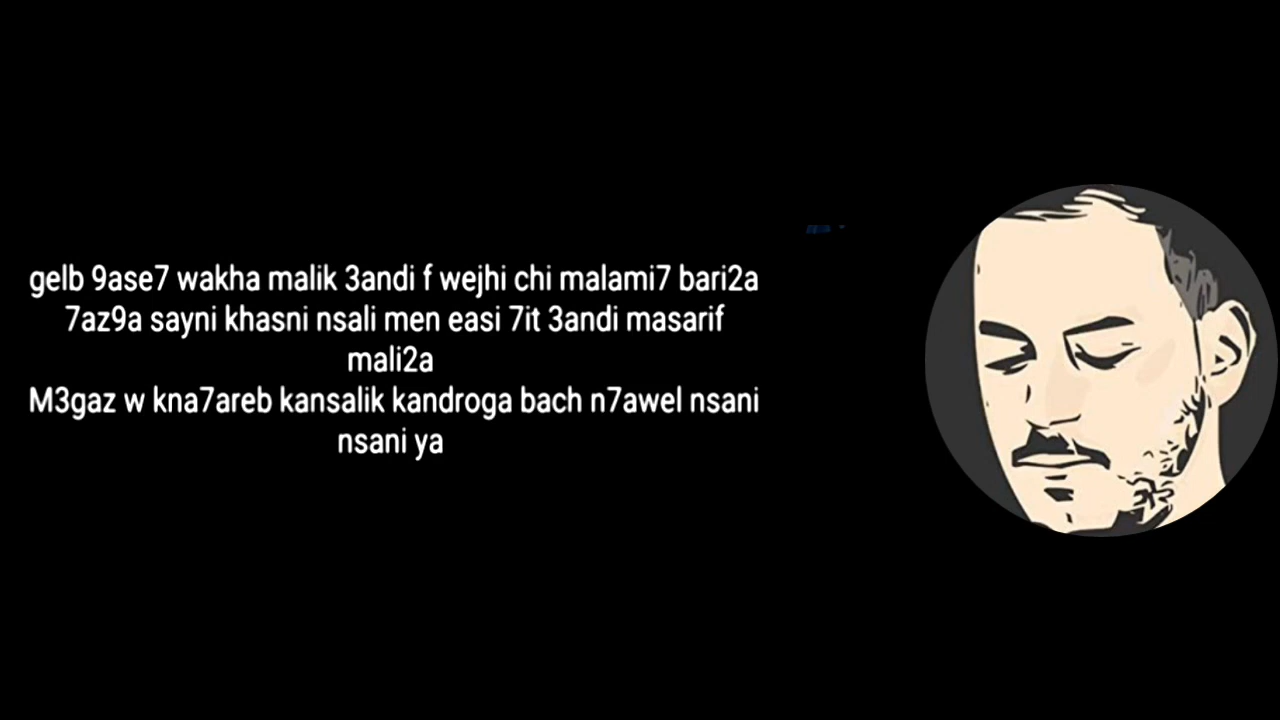 gelb 9ase7 wakha malik 3andi f wejhi chi malami7 bari2a
7az9a sayni khasni nsali men easi 7it 3andi masarif
mali2a
M3gaz w kna7areb kansalik kandroga bach n7awel nsani
nsani ya